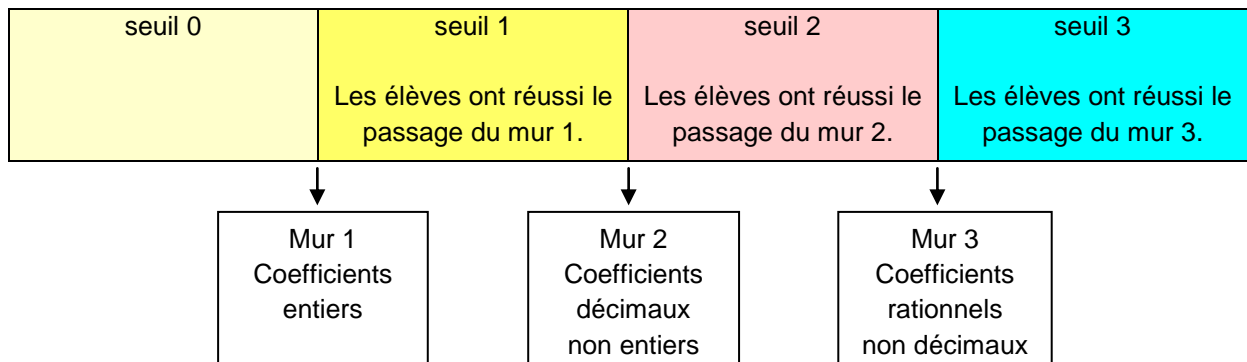 seuil 0
seuil 1
Les élèves ont réussi le
passage du mur 1.
seuil 2
Les élèves ont réussi le
passage du mur 2.
seuil 3
Les élèves ont réussi le
passage du mur 3.
Mur 1
Coefficients
entiers
Mur 2
Coefficients
décimaux
non entiers
Mur 3
Coefficients
rationnels
non décimaux